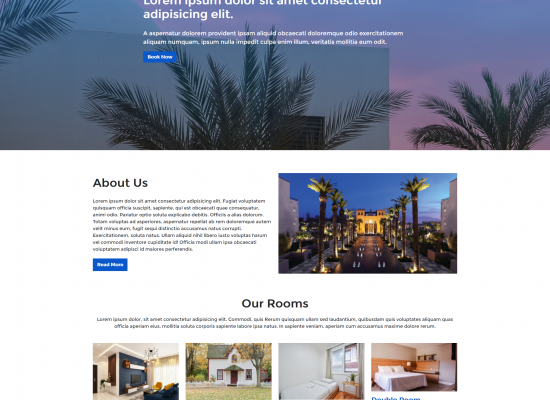 Lorem ipsum dolor sit amet consectetur
adipisicing elit.
A aspernatur dolorem provident ipsam aliquid obcaecati doloremque odio exercitationem
aliquam numquam, ipsum nulla impedit culpa enim illum, veritatis mollitia eum odit.
Book Now
About Us
Lorem ipsum dolor sit amet consectetur adipisicing elit. Fugiat voluptatem
quisquam officia suscipit, sapiente, qui est obcaecati quae consequatur,
animi odio. Pariatur optio soluta explicabo debitis. Officiis a alias dolorum.
Totam voluptas ad asperiores, aspernatur repellat ab rem doloremque autem
velit minus eum, fugit sequi distinctio accusamus natus corrupti.
Exercitationem, soluta natus. Ullam aliquid nihil libero iusto voluptas harum
vel commodi inventore cupiditate id! Officiis modi ullam ipsa obcaecati
voluptatem adipisci id maiores perferendis.
Read More
Our Rooms
Lorem ipsum dolor, sit amet consectetur adipisicing elit. Commodi, quis Rerum quisquam ullam sed laudantium, quibusdam quis voluptates aliquam quas
officia aperiam eius, mollitia soluta corporis sapiente labore ipsa natus. In sapiente veniam, aperiam cum accusamus maxime dolore rerum.
Double Room